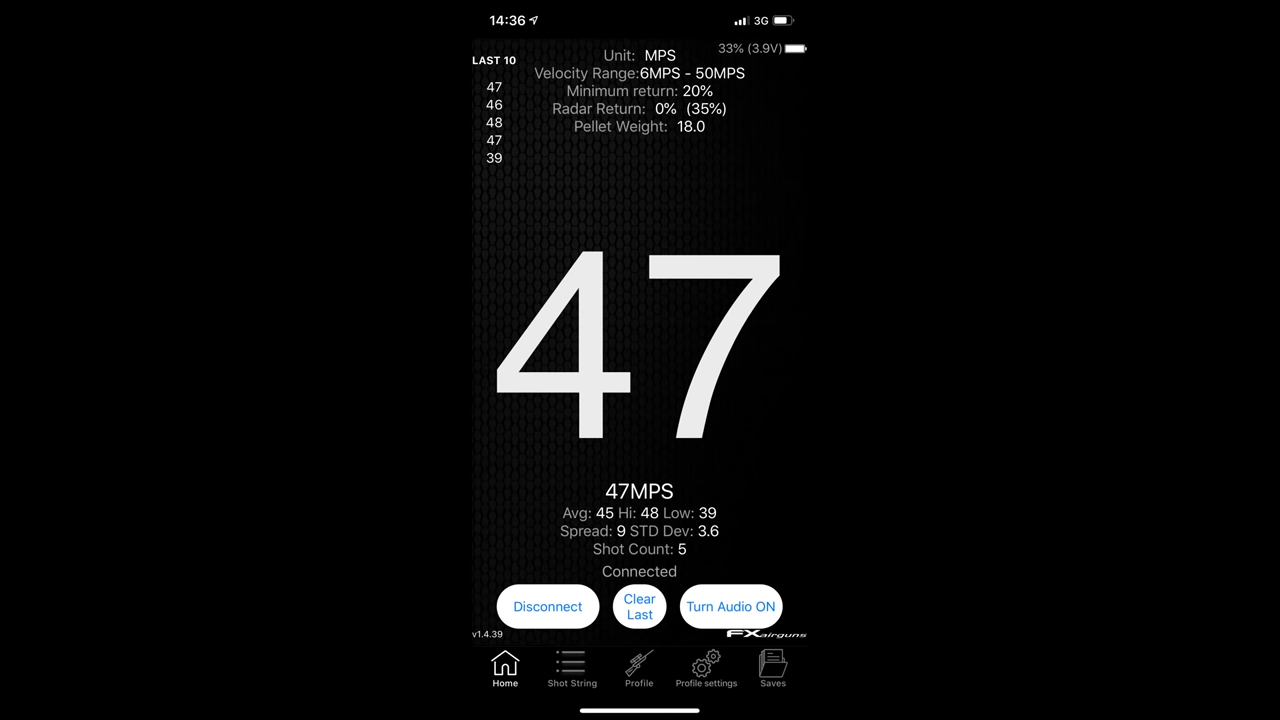 14:36
3G
33% (3.9V)
LAST 10
47
46
48
47
39
Unit: MPS
Velocity Range:6MPS - 50MPS
Minimum return: 20%
Radar Return: 0% (35%)
Pellet Weight: 18.0
47
47MPS
Avg: 45 Hi: 48 Low: 39
Spread: 9 STD Dev: 3.6
Shot Count: 5
Connected
Disconnect
Clear
Last
Turn Audio ON
v1.4.39
FXairguns
Home
Shot String
Profile
Profile settings
Saves